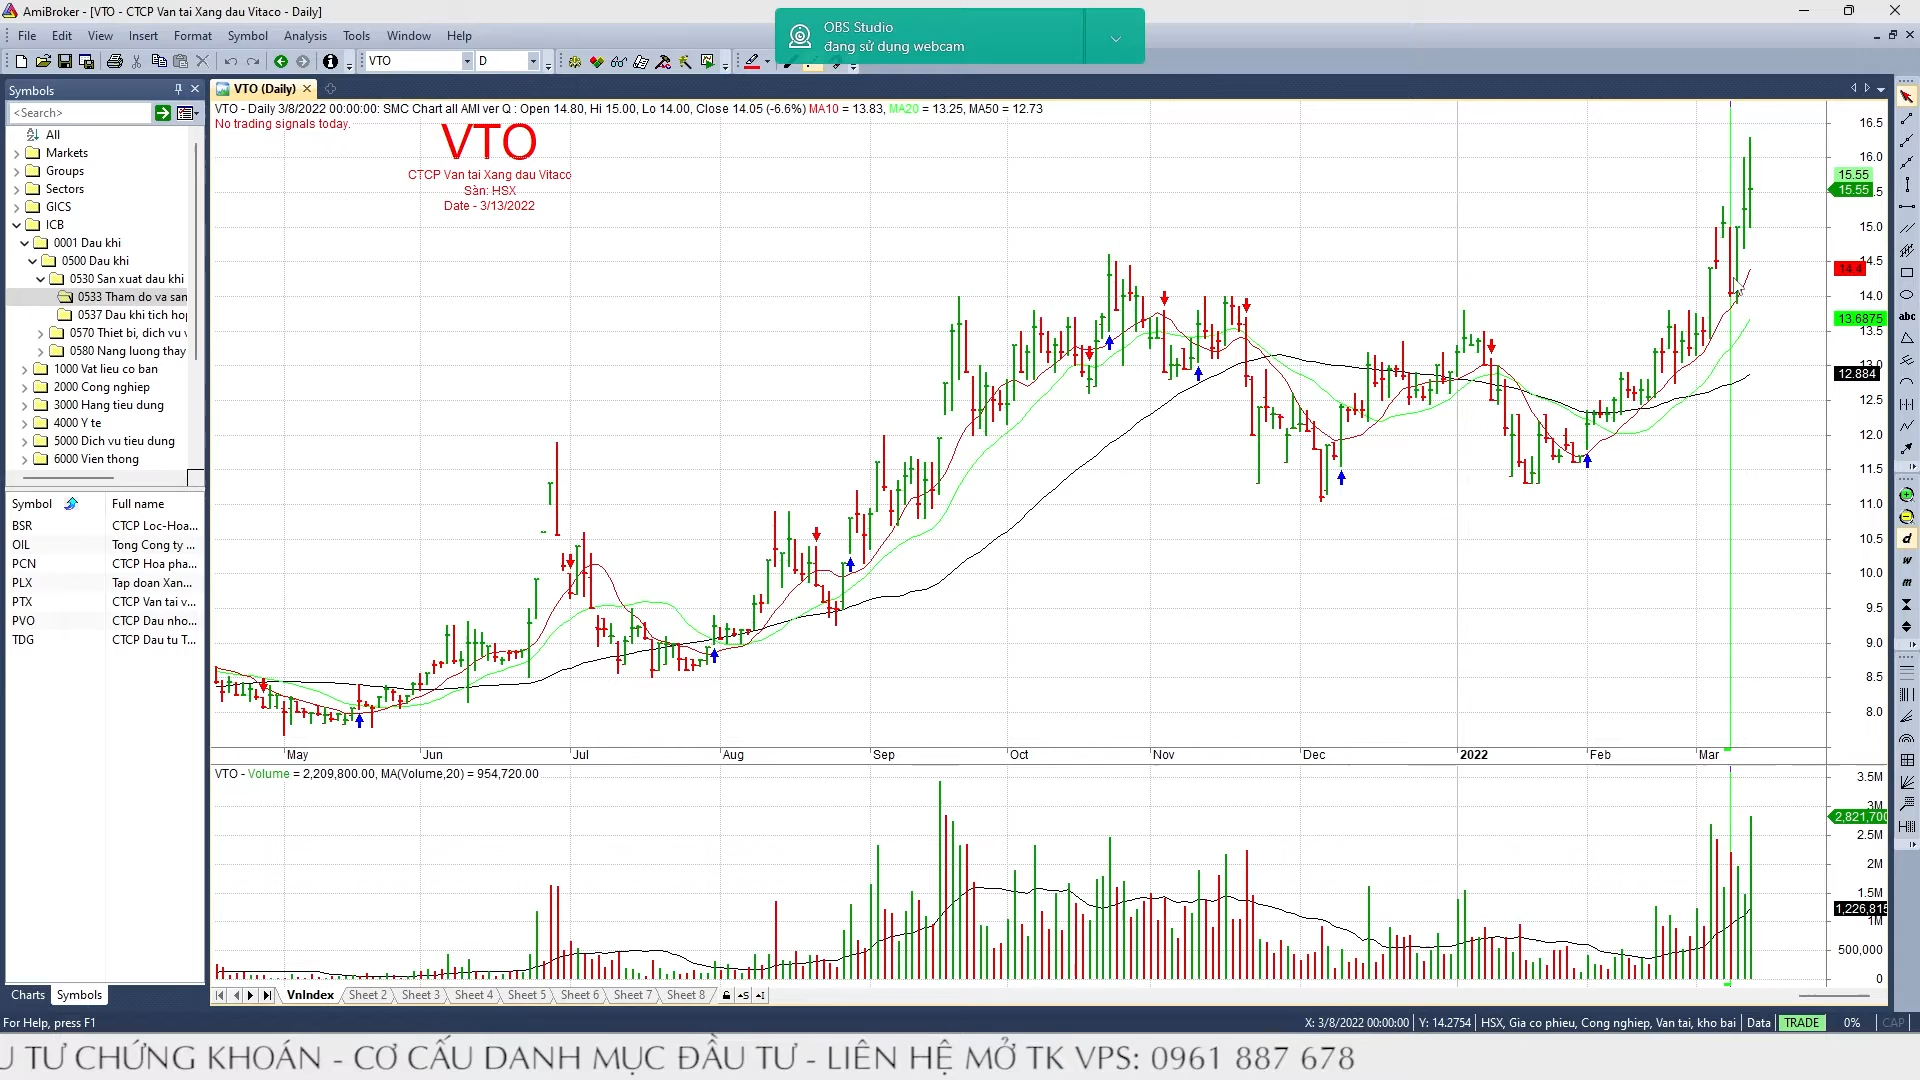 AmiBroker - [VTO - CTCP Van tai Xang dau Vitaco - Daily]
OBS Studio
đang sử dụng webcam
File Edit View Insert Format Symbol Analysis Tools Window Help
VTO D
Symbols
VTO (Daily)
<Search>
All
Markets
Groups
Sectors
GICS
ICB
0001 Dau khi
0500 Dau khi
0530 San xuat dau khi
0533 Tham do va san
0537 Dau khi tich hop
0570 Thiet bi, dich vu v
0580 Nang luong thay
1000 Vat lieu co ban
2000 Cong nghiep
3000 Hang tieu dung
4000 Y te
5000 Dich vu tieu dung
6000 Vien thong
Symbol Full name
BSR CTCP Loc-Hoa...
OIL Tong Cong ty ...
PCN CTCP Hoa pha...
PLX Tap doan Xan...
PTX CTCP Van tai v...
PVO CTCP Dau nho...
TDG CTCP Dau tu T...
Charts Symbols
VTO - Daily 3/8/2022 00:00:00: SMC Chart all AMI ver Q : Open 14.80, Hi 15.00, Lo 14.00, Close 14.05 (-6.6%) MA10 = 13.83, MA20 = 13.25, MA50 = 12.73
No trading signals today.
VTO
CTCP Van tai Xang dau Vitaco
Sàn: HSX
Date - 3/13/2022
16.5
16.0
15.55
15.55
15.0
14.5
14.4
14.0
13.6875
13.5
13.0
12.884
12.5
12.0
11.5
11.0
10.5
10.0
9.5
9.0
8.5
8.0
May Jun Jul Aug Sep Oct Nov Dec 2022 Feb Mar
VTO - Volume = 2,209,800.00, MA(Volume,20) = 954,720.00
3.5M
3M
2,821,700
2.5M
2M
1.5M
1,226,815
1M
500,000
0
abc
d
w
m
VnIndex Sheet 2 Sheet 3 Sheet 4 Sheet 5 Sheet 6 Sheet 7 Sheet 8
For Help, press F1
X: 3/8/2022 00:00:00 Y: 14.2754 HSX, Gia co phieu, Cong nghiep, Van tai, kho bai Data TRADE 0% CAP
U TƯ CHỨNG KHOÁN - CƠ CẤU DANH MỤC ĐẦU TƯ - LIÊN HỆ MỞ TK VPS: 0961 887 678